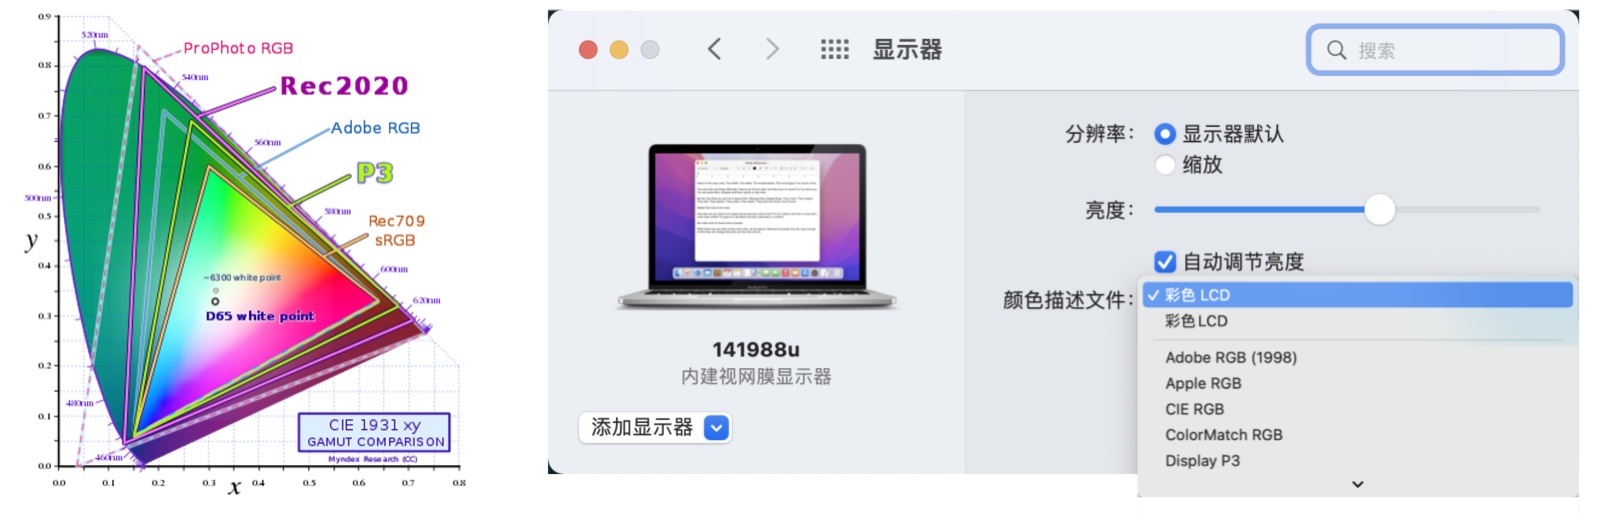 0.9
520nm
ProPhoto RGB
0.8
540nm
Rec2020
0.7
Adobe RGB
560nm
0.6
P3
500nm
0.5
580nm
Rec709
sRGB
y
0.4
600nm
~6300 white point
620nm
D65 white point
0.3
0.2
480nm
0.1
CIE 1931 xy
GAMUT COMPARISON
460nm
Myndex Research (CC)
0.0
0.0 0.1 0.2 0.3 0.4 0.5 0.6 0.7 0.8
x
显示器
搜索
分辨率：
显示器默认
缩放
亮度：
自动调节亮度
颜色描述文件：
✓ 彩色 LCD
彩色LCD
Adobe RGB (1998)
Apple RGB
CIE RGB
ColorMatch RGB
Display P3
141988u
内建视网膜显示器
添加显示器